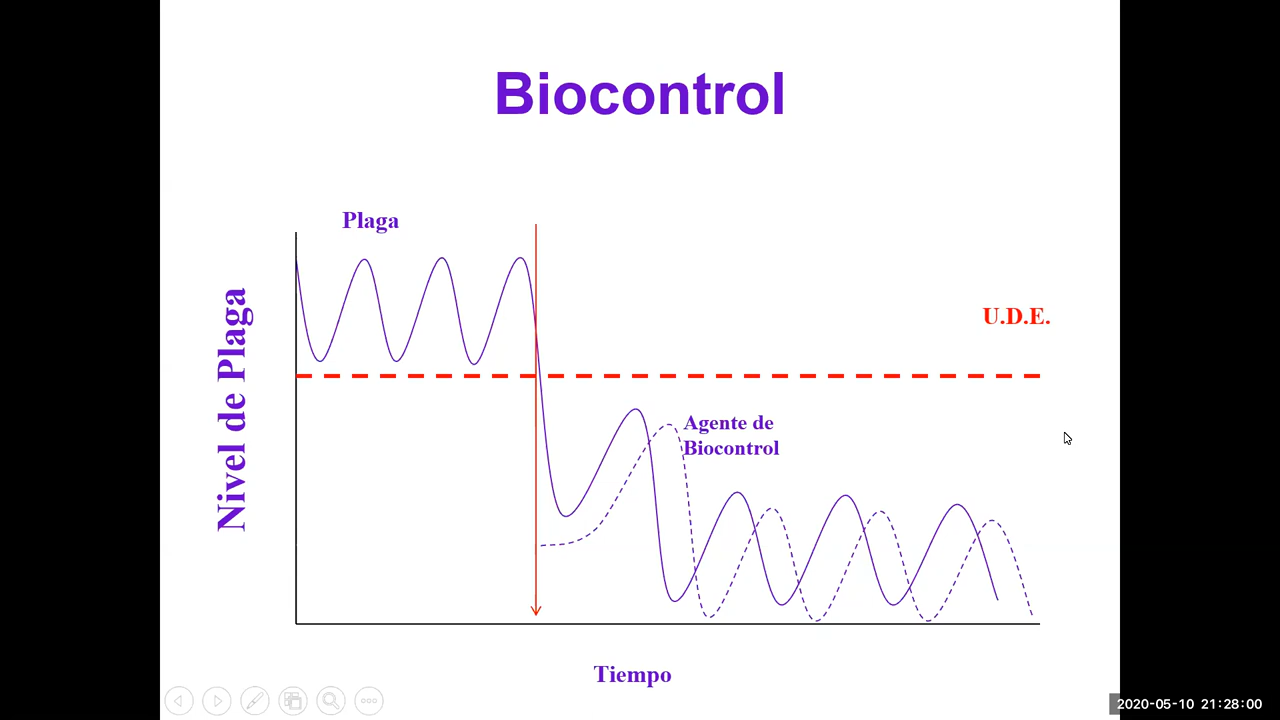 Biocontrol
Plaga
U.D.E.
Nivel de Plaga
Agente de
Biocontrol
Tiempo
2020-05-10 21:28:00